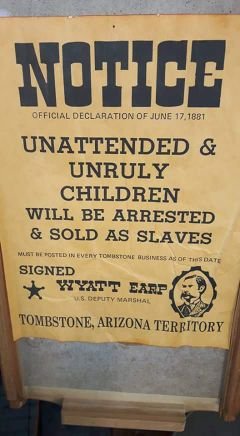 NOTICE
OFFICIAL DECLARATION OF JUNE 17, 1881
UNATTENDED &
UNRULY
CHILDREN
WILL BE ARRESTED
& SOLD AS SLAVES
MUST BE POSTED IN EVERY TOMBSTONE BUSINESS AS OF THIS DATE
SIGNED
WYATT EARP
U.S. DEPUTY MARSHAL
TOMBSTONE, ARIZONA TERRITORY